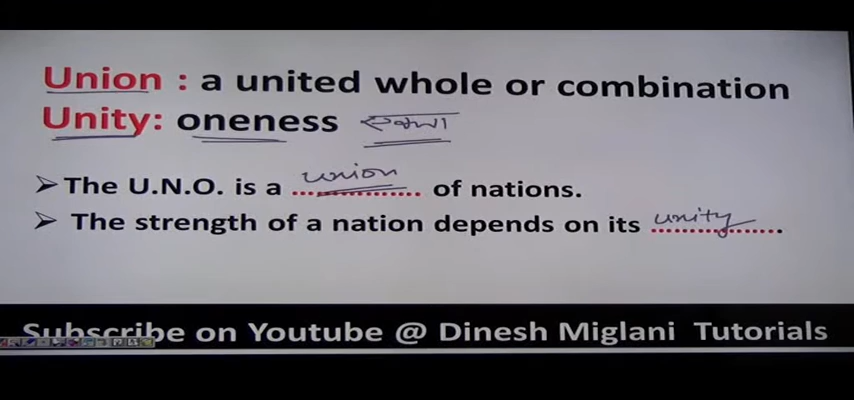 Union : a united whole or combination
Unity: oneness एकता
➢ The U.N.O. is a ...union... of nations.
➢ The strength of a nation depends on its ...unity... .
Subscribe on Youtube @ Dinesh Miglani Tutorials